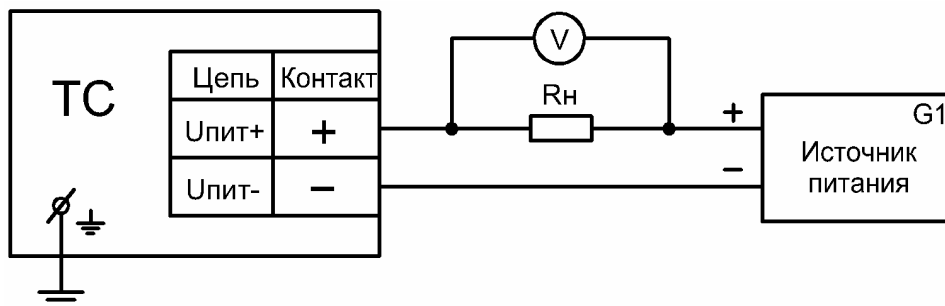 ТС
Цепь Контакт
Uпит+ +
Uпит- −
V
Rн
+
−
G1
Источник
питания